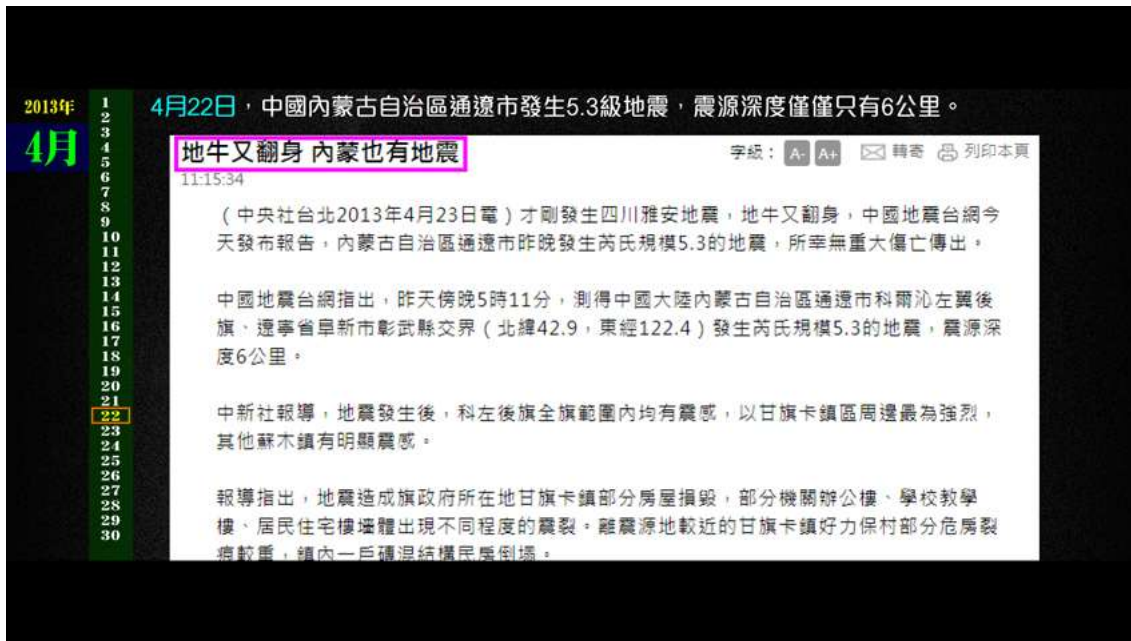 2013年
4月
1
2
3
4
5
6
7
8
9
10
11
12
13
14
15
16
17
18
19
20
21
22
23
24
25
26
27
28
29
30
4月22日，中國內蒙古自治區通遼市發生5.3級地震，震源深度僅僅只有6公里。
地牛又翻身 內蒙也有地震
字級： A- A+ 轉寄 列印本頁
11:15:34
（中央社台北2013年4月23日電）才剛發生四川雅安地震，地牛又翻身，中國地震台網今
天發布報告，內蒙古自治區通遼市昨晚發生芮氏規模5.3的地震，所幸無重大傷亡傳出。
中國地震台網指出，昨天傍晚5時11分，測得中國大陸內蒙古自治區通遼市科爾沁左翼後
旗、遼寧省阜新市彰武縣交界（北緯42.9，東經122.4）發生芮氏規模5.3的地震，震源深
度6公里。
中新社報導，地震發生後，科左後旗全旗範圍內均有震感，以甘旗卡鎮區周邊最為強烈，
其他蘇木鎮有明顯震感。
報導指出，地震造成旗政府所在地甘旗卡鎮部分房屋損毀，部分機關辦公樓、學校教學
樓、居民住宅樓墻體出現不同程度的震裂。離震源地較近的甘旗卡鎮好力保村部分危房裂
痕較重，鎮內一戶磚混結構民房倒塌。